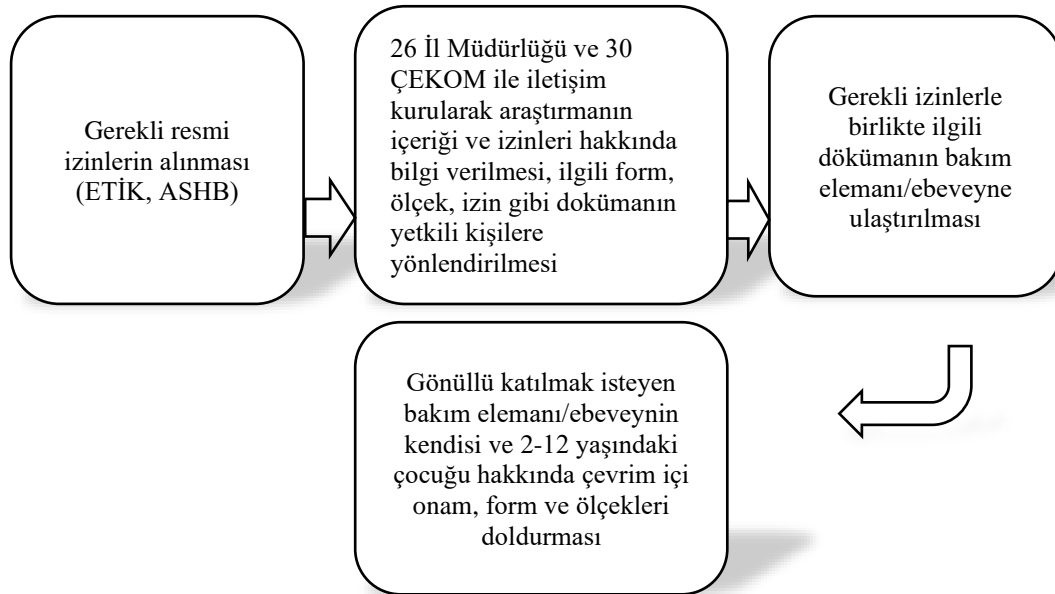 Gerekli resmi
izinlerin alınması
(ETİK, ASHB)
26 İl Müdürlüğü ve 30
ÇEKOM ile iletişim
kurularak araştırmanın
içeriği ve izinleri hakkında
bilgi verilmesi, ilgili form,
ölçek, izin gibi dokümanın
yetkili kişilere
yönlendirilmesi
Gerekli izinlerle
birlikte ilgili
dökümanın bakım
elemanı/ebeveyne
ulaştırılması
Gönüllü katılmak isteyen
bakım elemanı/ebeveynin
kendisi ve 2-12 yaşındaki
çocuğu hakkında çevrim içi
onam, form ve ölçekleri
doldurması